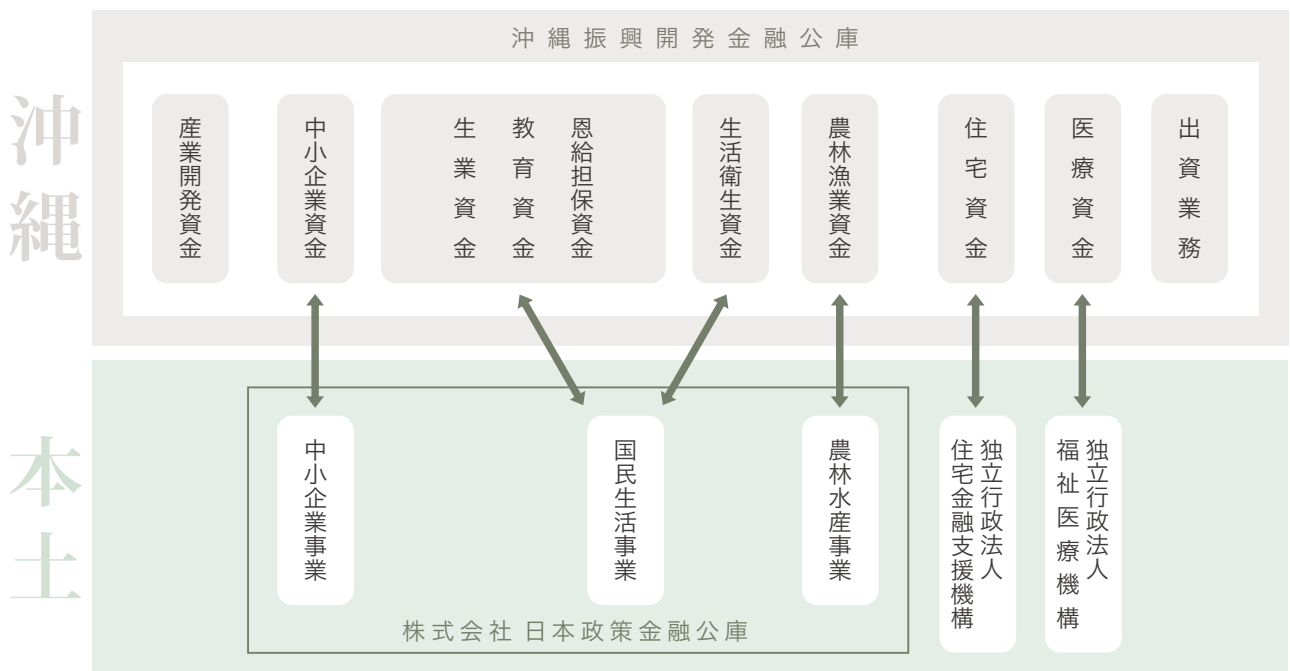 沖縄振興開発金融公庫
沖縄
産業開発資金
中小企業資金
生業資金
教育資金
恩給担保資金
生活衛生資金
農林漁業資金
住宅資金
医療資金
出資業務
本土
中小企業事業
国民生活事業
農林水産事業
独立行政法人
住宅金融支援機構
独立行政法人
福祉医療機構
株式会社 日本政策金融公庫